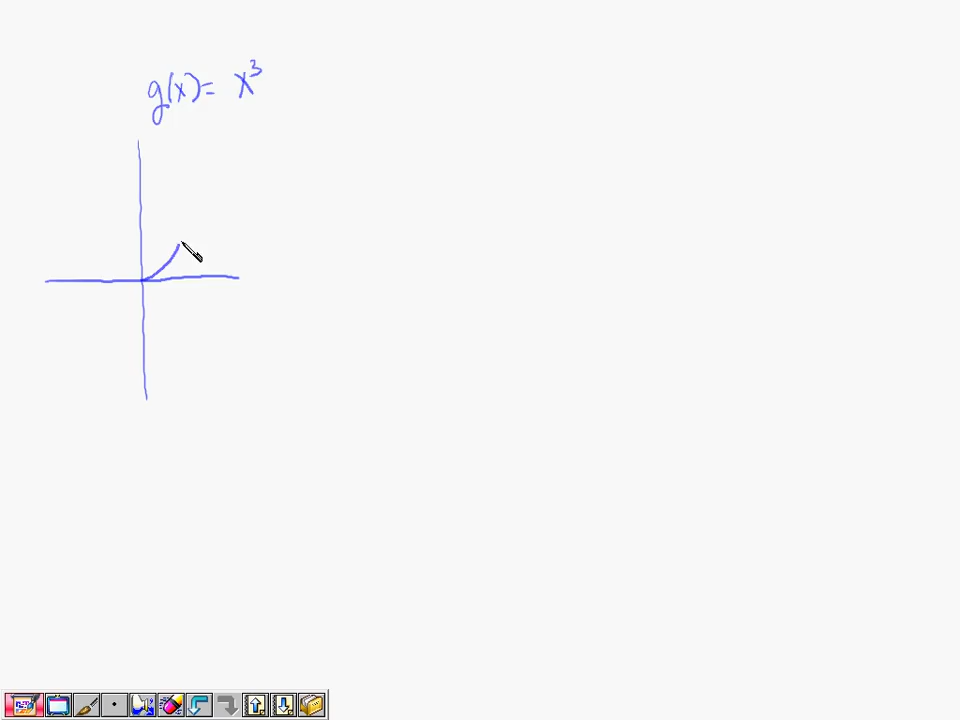 g(x) = x³